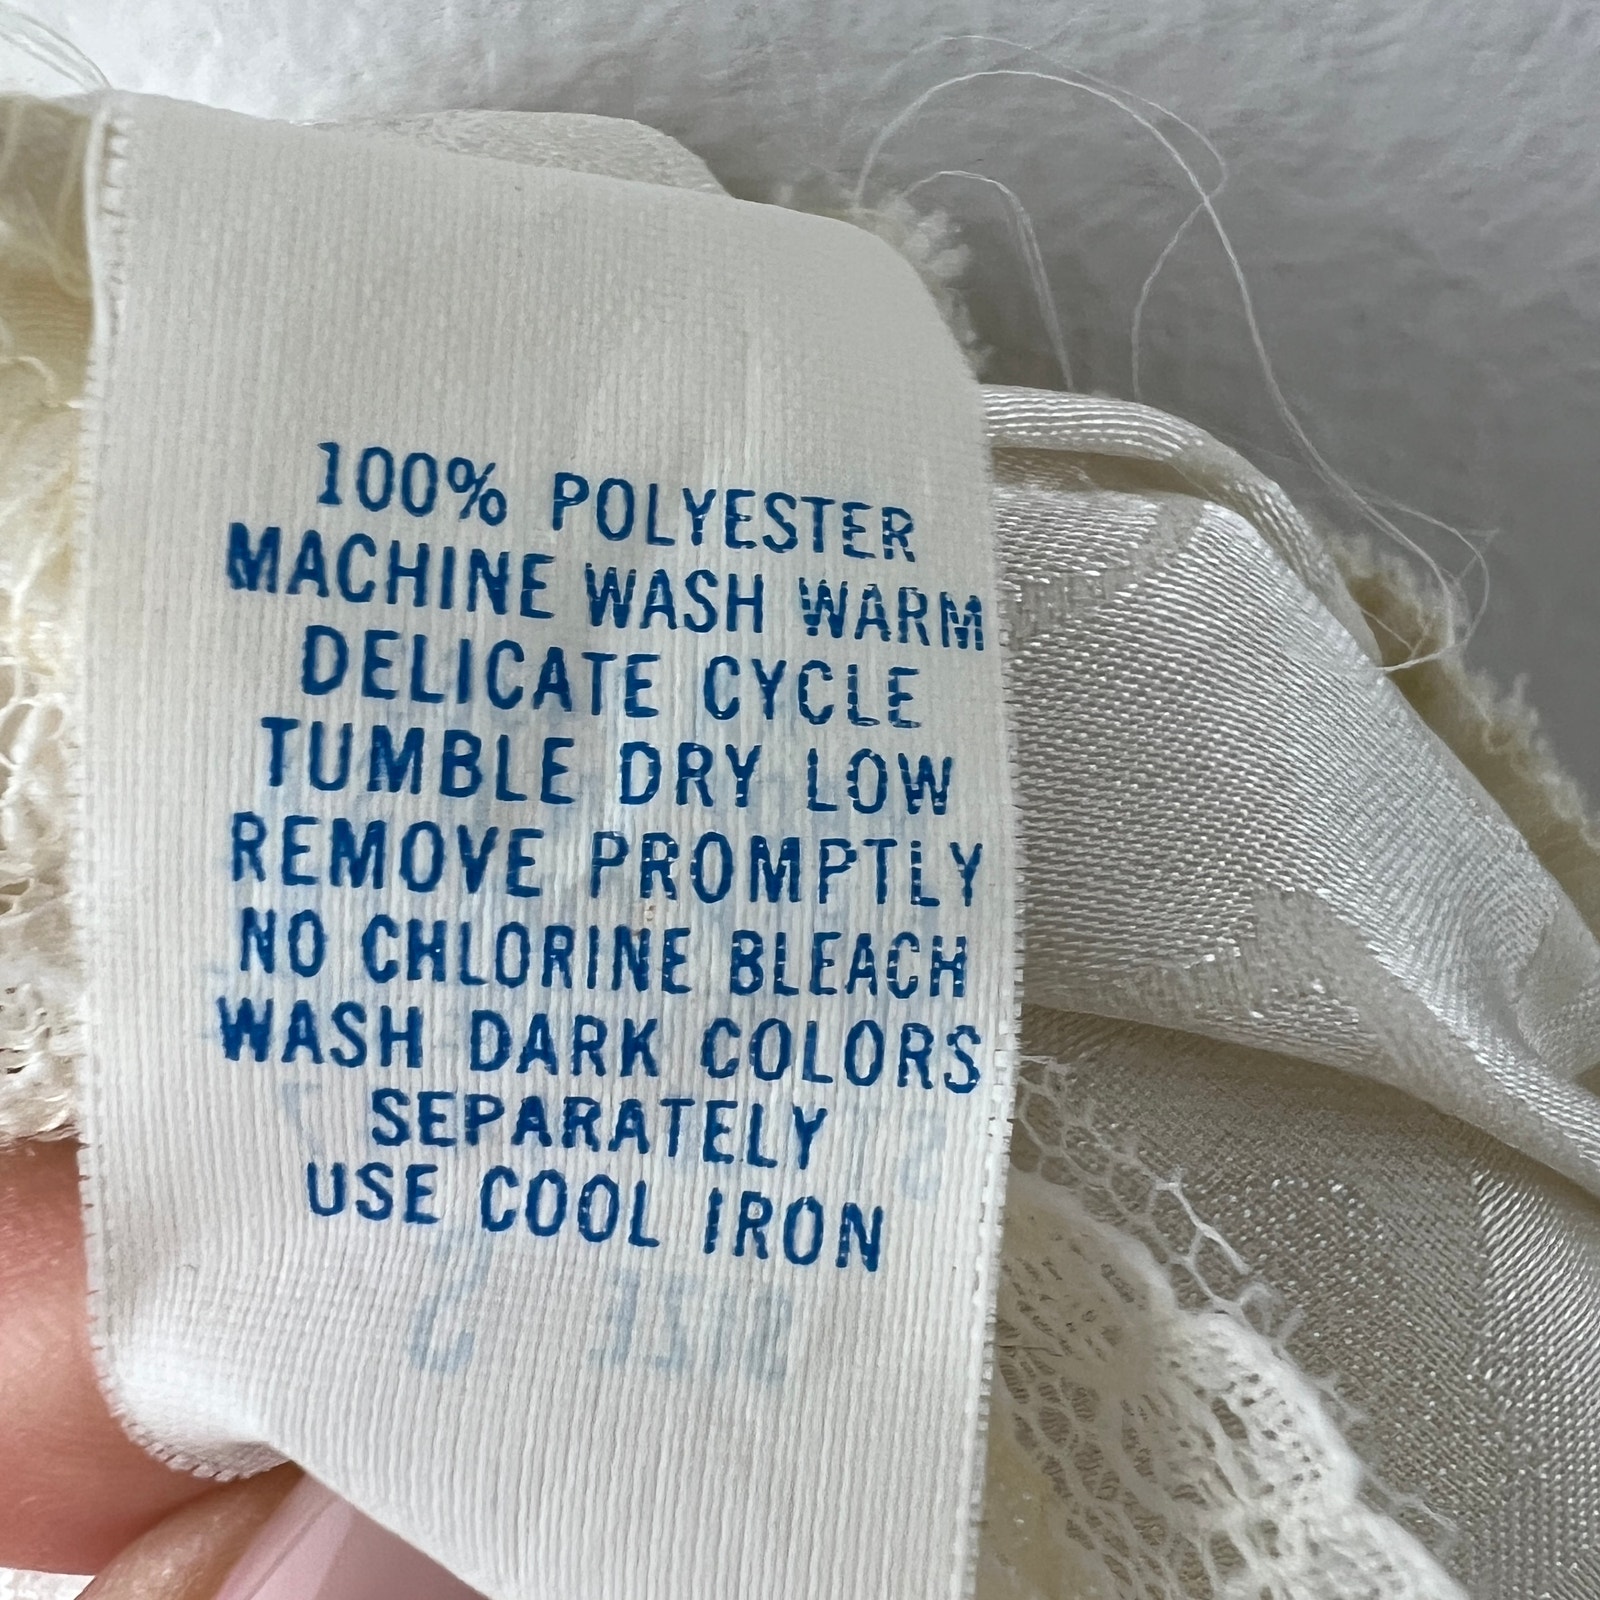 100% POLYESTER
MACHINE WASH WARM
DELICATE CYCLE
TUMBLE DRY LOW
REMOVE PROMPTLY
NO CHLORINE BLEACH
WASH DARK COLORS
SEPARATELY
USE COOL IRON
SIZE